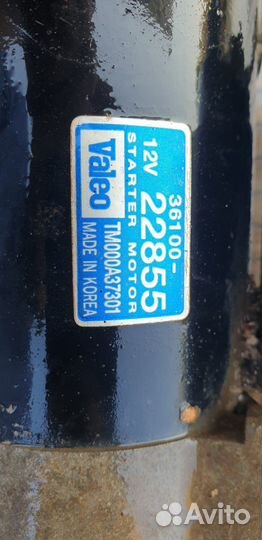 36100-
22855
12V STARTER MOTOR
Valeo
TM000A37301
MADE IN KOREA
Avito